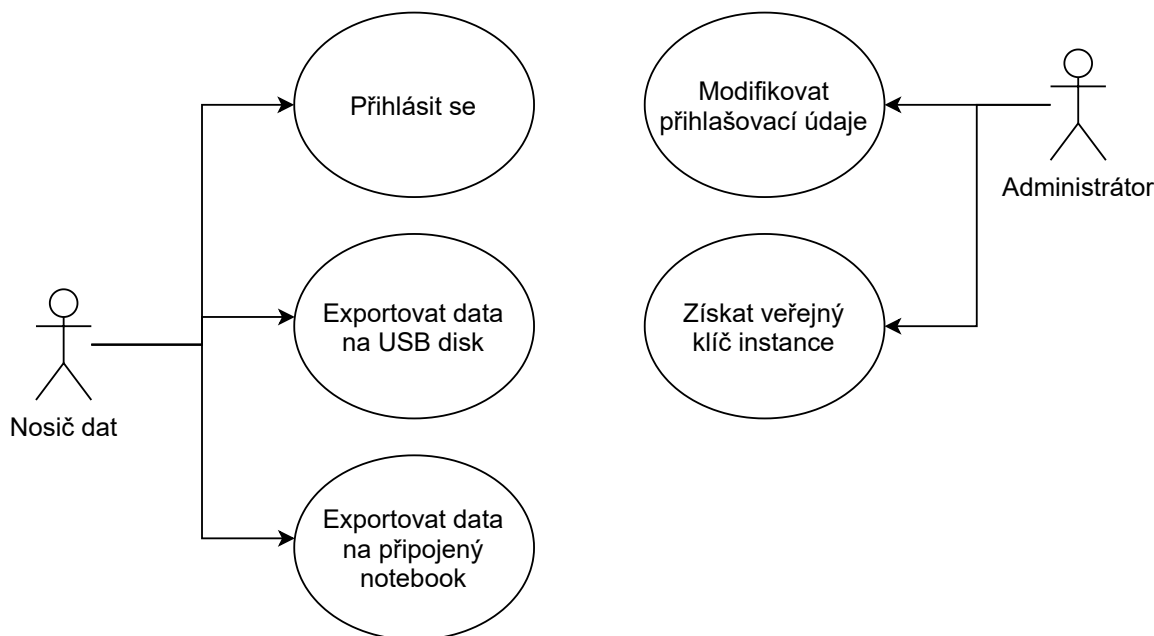 Přihlásit se
Modifikovat
přihlašovací údaje
Administrátor
Exportovat data
na USB disk
Získat veřejný
klíč instance
Nosič dat
Exportovat data
na připojený
notebook